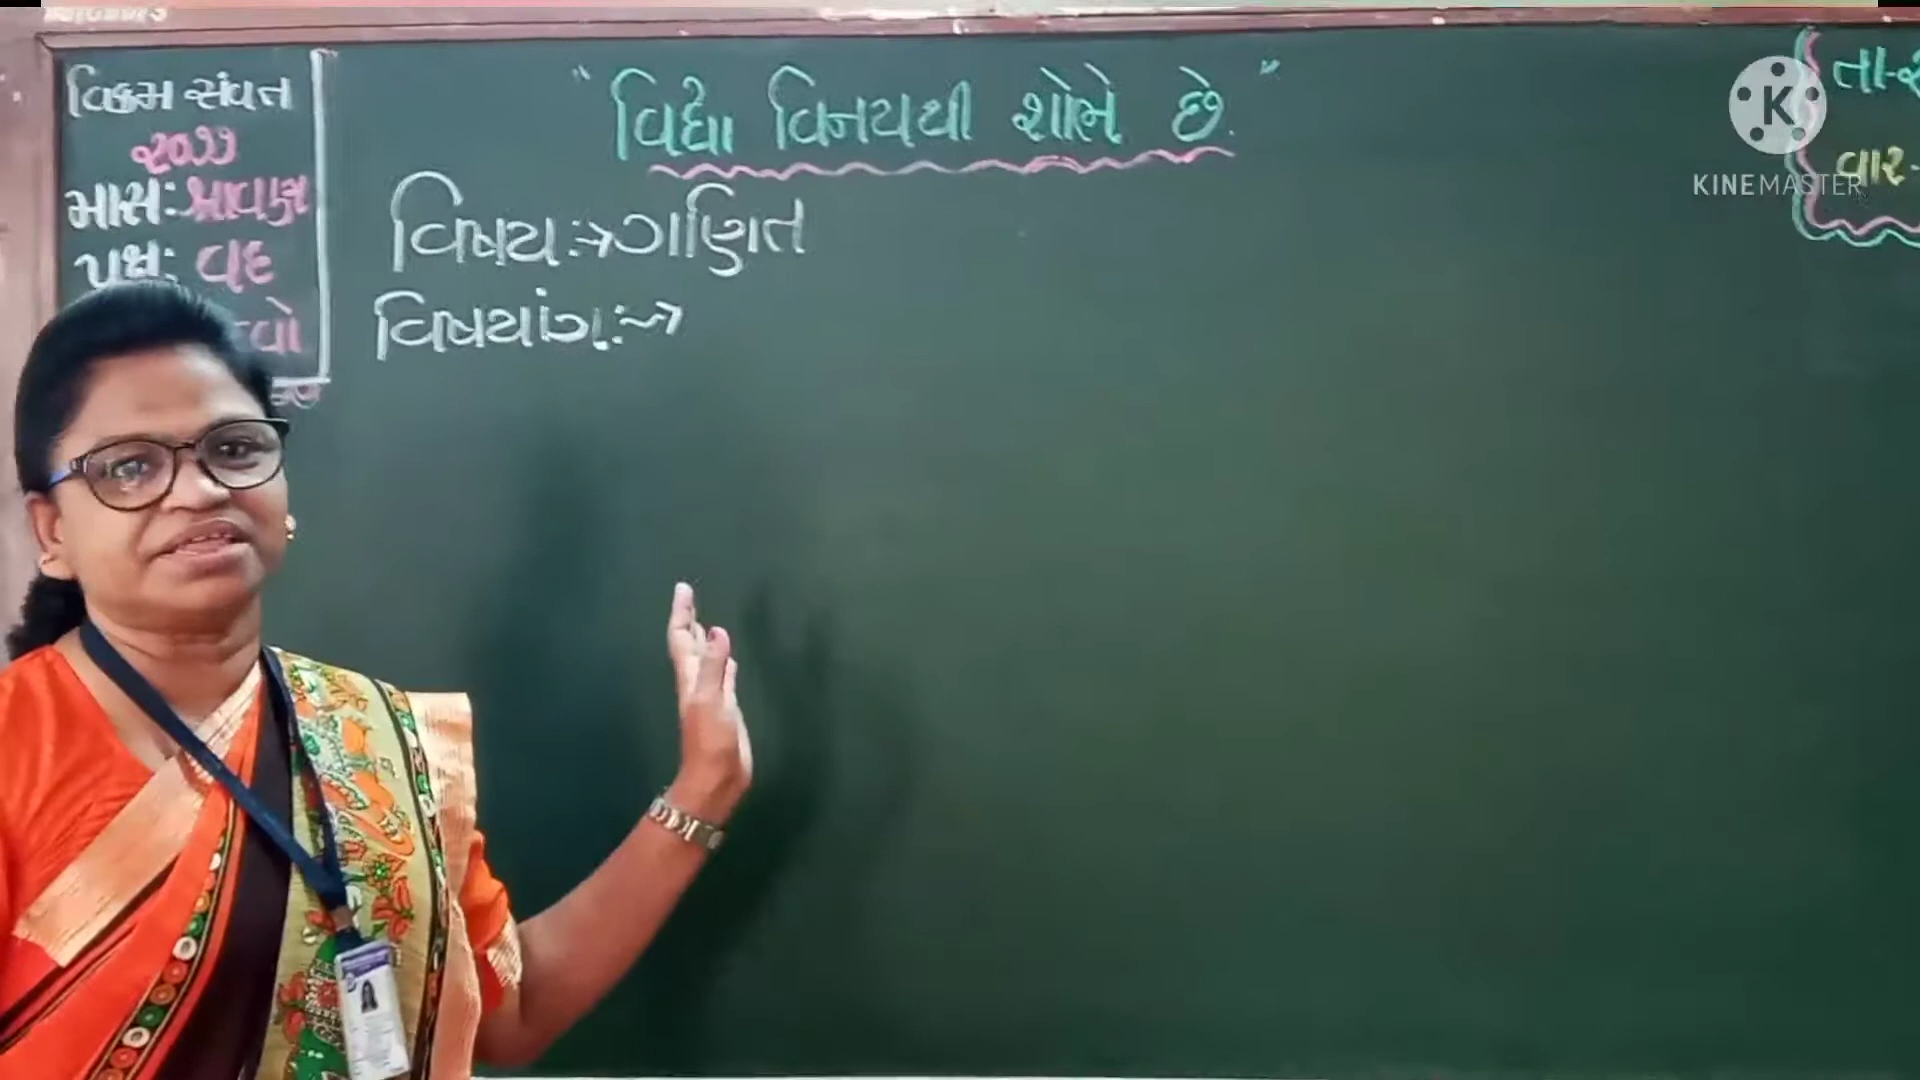 વિક્રમ સંવત
૨૦૭૭
માસઃ શ્રાવણ
પક્ષઃ વદ
"વિદ્યા વિનયથી શોભે છે."
વિષયઃ→ગણિત
વિષયાંગઃ→
તા-
વાર-
KINEMASTER